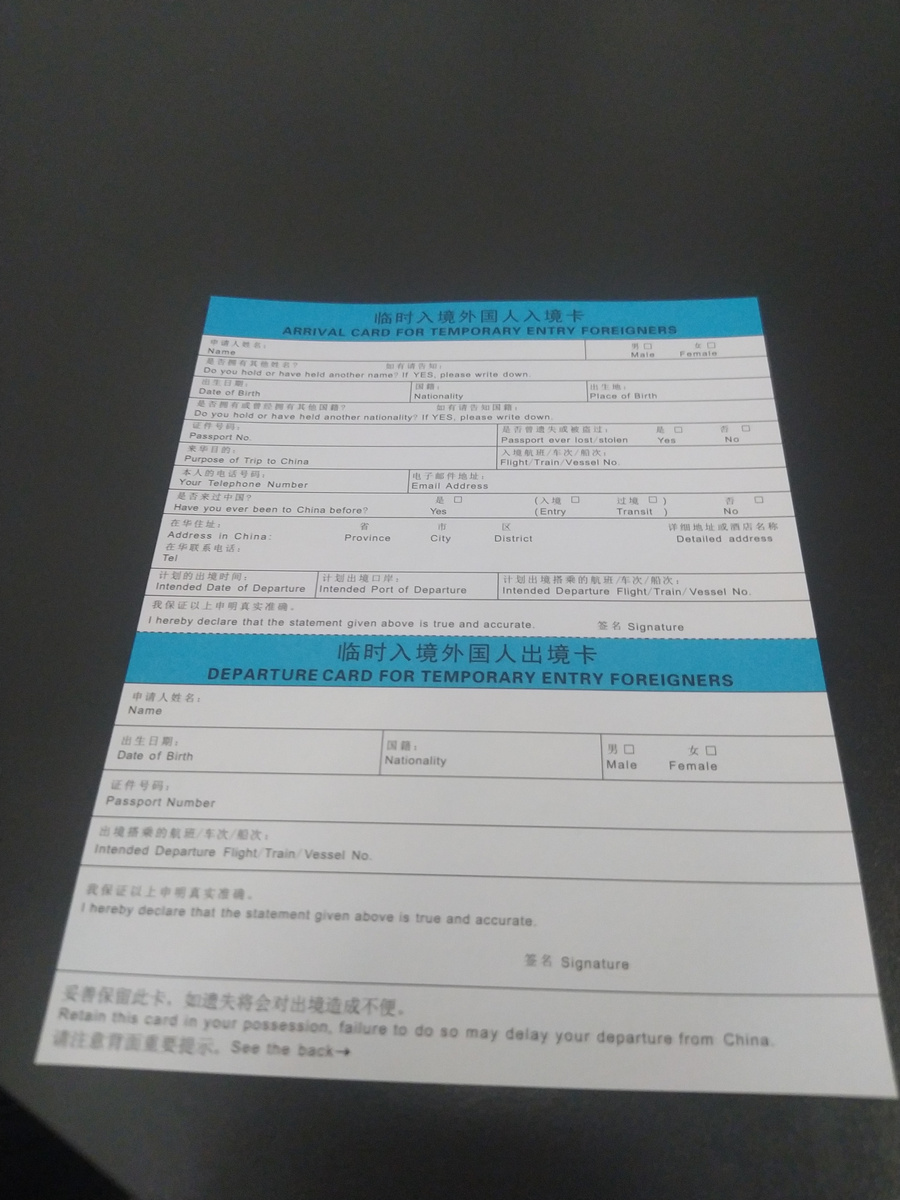 临时入境外国人入境卡
ARRIVAL CARD FOR TEMPORARY ENTRY FOREIGNERS
申请人姓名: 男 □ 女 □
Name Male Female
是否拥有其他姓名? 如有请告知:
Do you hold or have held another name? If YES, please write down.
出生日期: 国籍: 出生地:
Date of Birth Nationality Place of Birth
是否拥有或曾经拥有其他国籍? 如有请告知国籍:
Do you hold or have held another nationality? If YES, please write down.
证件号码: 是否曾遗失或被盗过: 是 □ 否 □
Passport No. Passport ever lost/stolen Yes No
来华目的: 入境航班/车次/船次:
Purpose of Trip to China Flight/Train/Vessel No.
本人的电话号码: 电子邮件地址:
Your Telephone Number Email Address
是否来过中国? 是 □ (入境 □ 过境 □ ) 否 □
Have you ever been to China before? Yes (Entry Transit ) No
在华住址: 省 市 区 详细地址或酒店名称
Address in China: Province City District Detailed address
在华联系电话:
Tel
计划的出境时间: 计划出境口岸: 计划出境搭乘的航班/车次/船次:
Intended Date of Departure Intended Port of Departure Intended Departure Flight/Train/Vessel No.
我保证以上申明真实准确。
I hereby declare that the statement given above is true and accurate. 签名 Signature
临时入境外国人出境卡
DEPARTURE CARD FOR TEMPORARY ENTRY FOREIGNERS
申请人姓名:
Name
出生日期: 国籍: 男 □ 女 □
Date of Birth Nationality Male Female
证件号码:
Passport Number
出境搭乘的航班/车次/船次:
Intended Departure Flight/Train/Vessel No.
我保证以上申明真实准确。
I hereby declare that the statement given above is true and accurate.
签名 Signature
妥善保留此卡, 如遗失将会对出境造成不便。
Retain this card in your possession, failure to do so may delay your departure from China.
请注意背面重要提示。See the back→